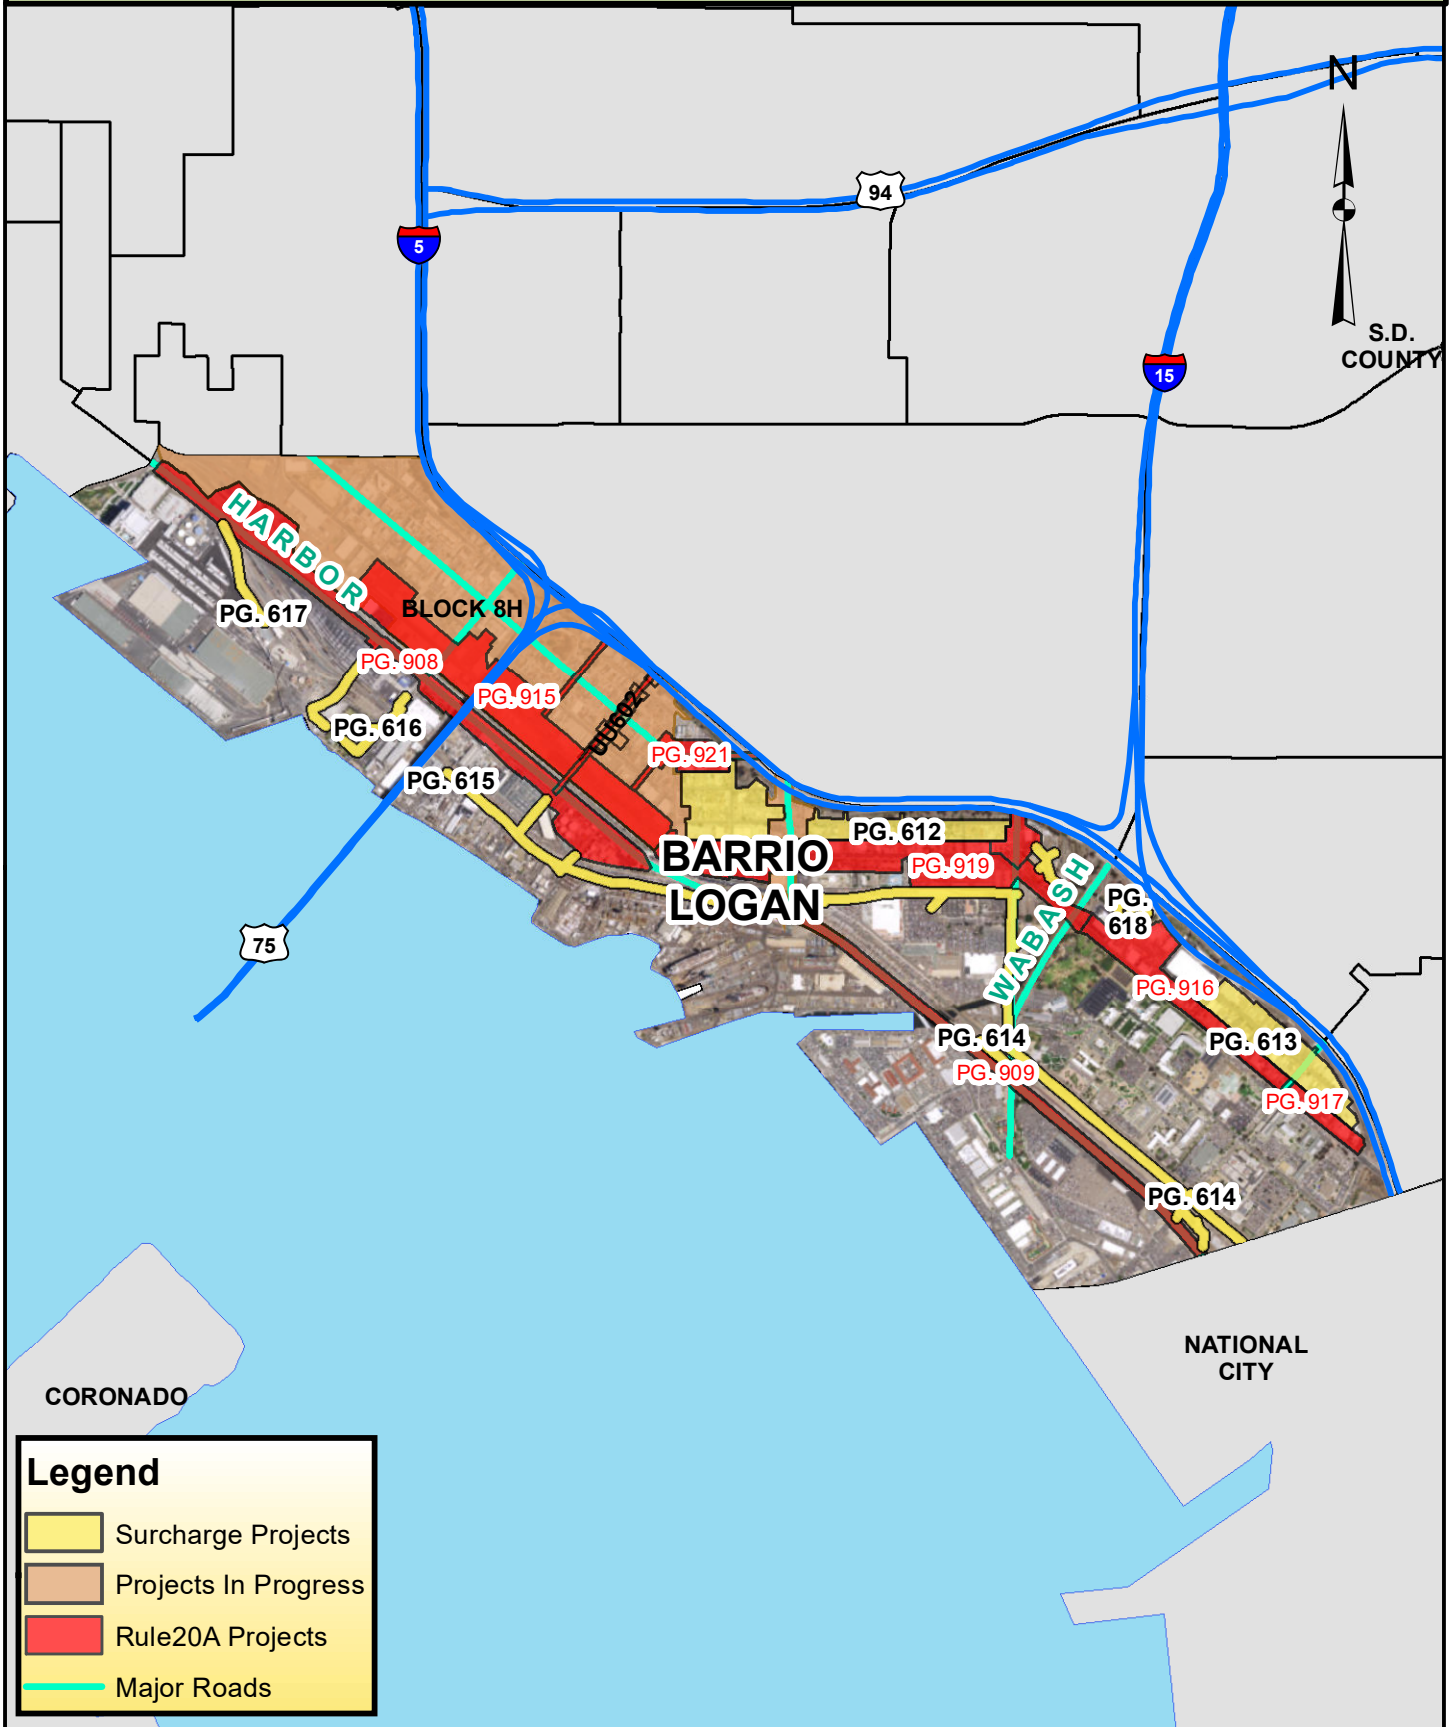 N
94
5
S.D.
COUNTY
15
HARBOR
BLOCK 8H
PG. 617
PG. 908
PG. 915
UU602
PG. 616
PG. 921
PG. 615
PG. 612
BARRIO
LOGAN
PG. 919
WABASH
PG.
618
75
PG. 916
PG. 614
PG. 613
PG. 909
PG. 917
PG. 614
NATIONAL
CITY
CORONADO
Legend
Surcharge Projects
Projects In Progress
Rule20A Projects
Major Roads